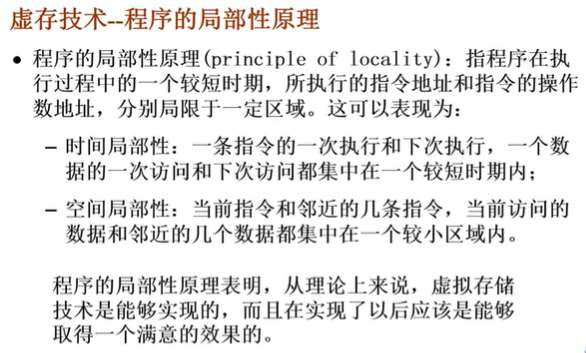 虚存技术--程序的局部性原理
• 程序的局部性原理(principle of locality)：指程序在执
行过程中的一个较短时期，所执行的指令地址和指令的操作
数地址，分别局限于一定区域。这可以表现为：
– 时间局部性：一条指令的一次执行和下次执行，一个数
据的一次访问和下次访问都集中在一个较短时期内；
– 空间局部性：当前指令和邻近的几条指令，当前访问的
数据和邻近的几个数据都集中在一个较小区域内。
程序的局部性原理表明，从理论上来说，虚拟存储
技术是能够实现的，而且在实现了以后应该是能够
取得一个满意的效果的。